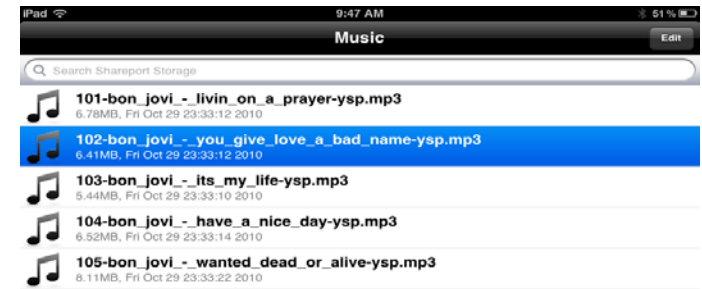 iPad 9:47 AM 51%
Music Edit
Search Shareport Storage
101-bon_jovi_-_livin_on_a_prayer-ysp.mp3
6.78MB, Fri Oct 29 23:33:12 2010
102-bon_jovi_-_you_give_love_a_bad_name-ysp.mp3
6.41MB, Fri Oct 29 23:33:12 2010
103-bon_jovi_-_its_my_life-ysp.mp3
5.44MB, Fri Oct 29 23:33:10 2010
104-bon_jovi_-_have_a_nice_day-ysp.mp3
6.52MB, Fri Oct 29 23:33:14 2010
105-bon_jovi_-_wanted_dead_or_alive-ysp.mp3
8.11MB, Fri Oct 29 23:33:22 2010